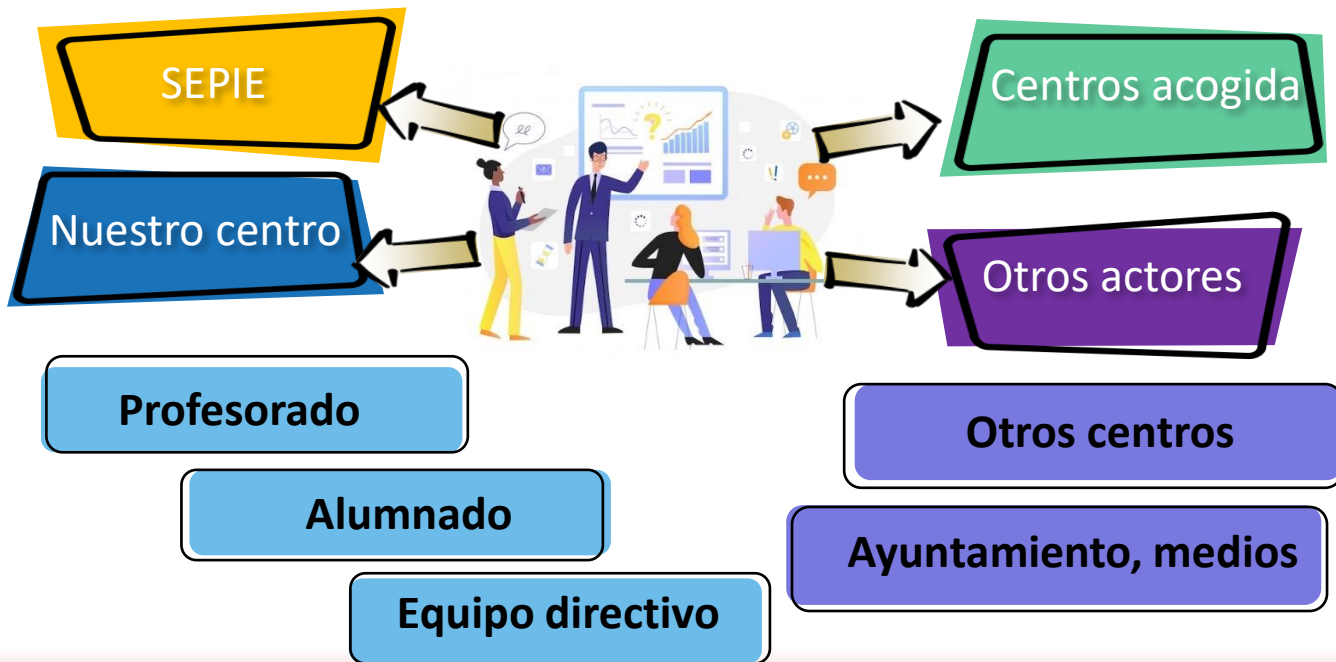 SEPIE
Centros acogida
Nuestro centro
Otros actores
Profesorado
Otros centros
Alumnado
Ayuntamiento, medios
Equipo directivo